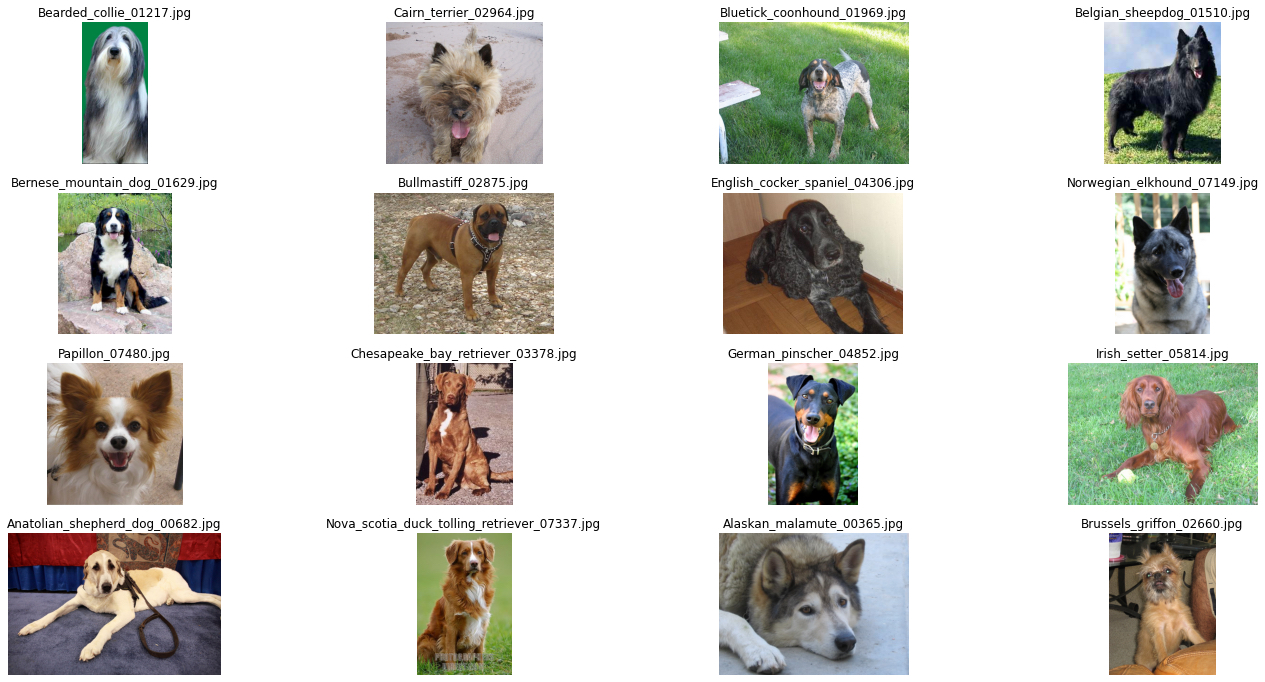 Bearded_collie_01217.jpg
Cairn_terrier_02964.jpg
Bluetick_coonhound_01969.jpg
Belgian_sheepdog_01510.jpg
Bernese_mountain_dog_01629.jpg
Bullmastiff_02875.jpg
English_cocker_spaniel_04306.jpg
Norwegian_elkhound_07149.jpg
Papillon_07480.jpg
Chesapeake_bay_retriever_03378.jpg
German_pinscher_04852.jpg
Irish_setter_05814.jpg
Anatolian_shepherd_dog_00682.jpg
Nova_scotia_duck_tolling_retriever_07337.jpg
Alaskan_malamute_00365.jpg
Brussels_griffon_02660.jpg